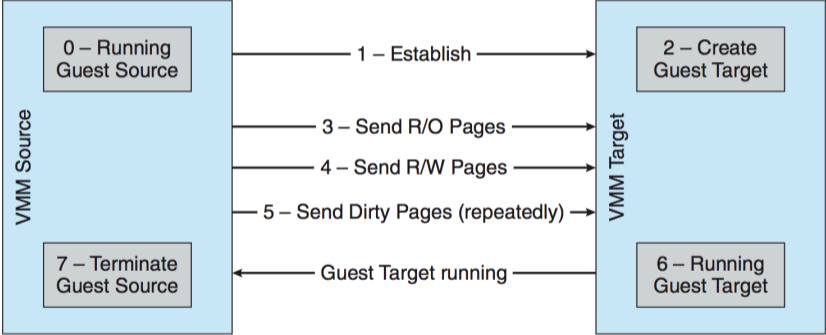 0 – Running
Guest Source
1 – Establish
2 – Create
Guest Target
VMM Source
3 – Send R/O Pages
4 – Send R/W Pages
5 – Send Dirty Pages (repeatedly)
VMM Target
7 – Terminate
Guest Source
Guest Target running
6 – Running
Guest Target